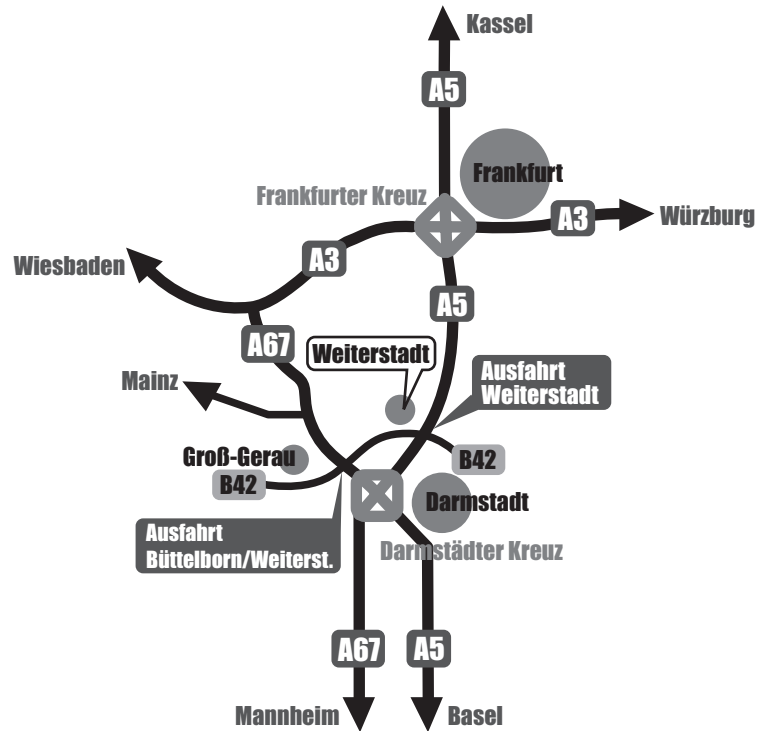 Kassel
A5
Frankfurt
Frankfurter Kreuz
A3
Würzburg
Wiesbaden
A3
A5
A67
Weiterstadt
Mainz
Ausfahrt
Weiterstadt
Groß-Gerau
B42
B42
Darmstadt
Ausfahrt
Büttelborn/Weiterst.
Darmstädter Kreuz
A67
A5
Mannheim
Basel